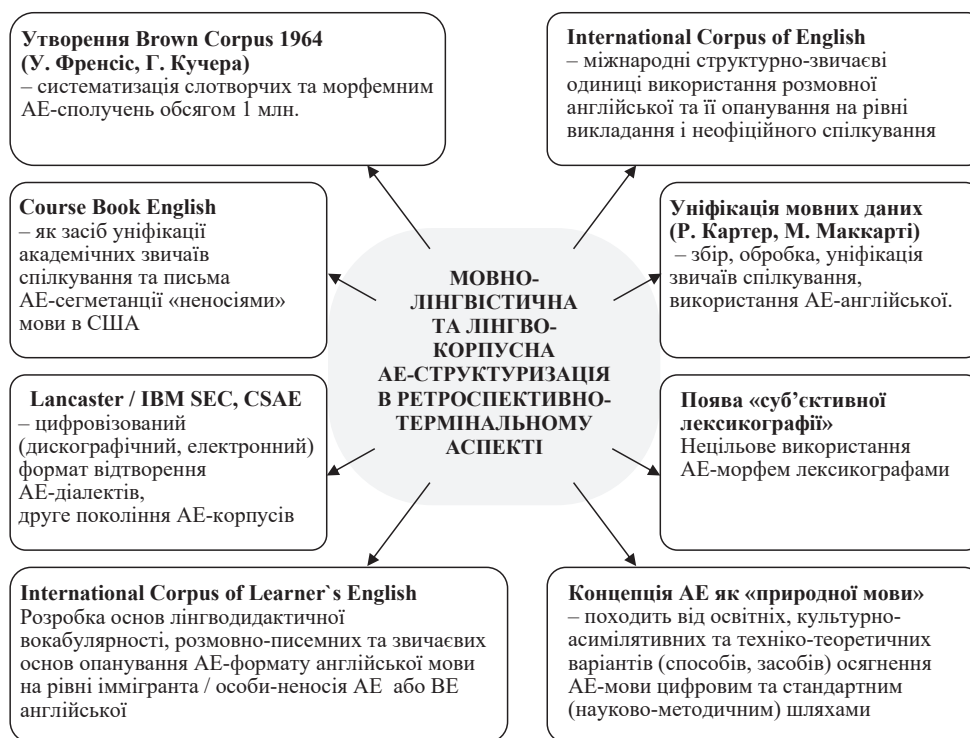 Утворення Brown Corpus 1964
(У. Френсіс, Г. Кучера)
– систематизація слотворчих та морфемним
АЕ-сполучень обсягом 1 млн.
International Corpus of English
– міжнародні структурно-звичаєві
одиниці використання розмовної
англійської та її опанування на рівні
викладання і неофіційного спілкування
Course Book English
– як засіб уніфікації
академічних звичаїв
спілкування та письма
АЕ-сегметанції «неносіями»
мови в США
МОВНО-
ЛІНГВІСТИЧНА
ТА ЛІНГВО-
КОРПУСНА
АЕ-СТРУКТУРИЗАЦІЯ
В РЕТРОСПЕКТИВНО-
ТЕРМІНАЛЬНОМУ
АСПЕКТІ
Уніфікація мовних даних
(Р. Картер, М. Маккарті)
– збір, обробка, уніфікація
звичаїв спілкування,
використання АЕ-англійської.
Lancaster / IBM SEC, CSAE
– цифровізований
(дискографічний, електронний)
формат відтворення
АЕ-діалектів,
друге покоління АЕ-корпусів
Поява «суб’єктивної
лексикографії»
Нецільове використання
АЕ-морфем лексикографами
International Corpus of Learner`s English
Розробка основ лінгводидактичної
вокабулярності, розмовно-писемних та звичаєвих
основ опанування АЕ-формату англійської мови
на рівні іммігранта / особи-неносія АЕ або ВЕ
англійської
Концепція АЕ як «природної мови»
– походить від освітніх, культурно-
асимілятивних та техніко-теоретичних
варіантів (способів, засобів) осягнення
АЕ-мови цифровим та стандартним
(науково-методичним) шляхами